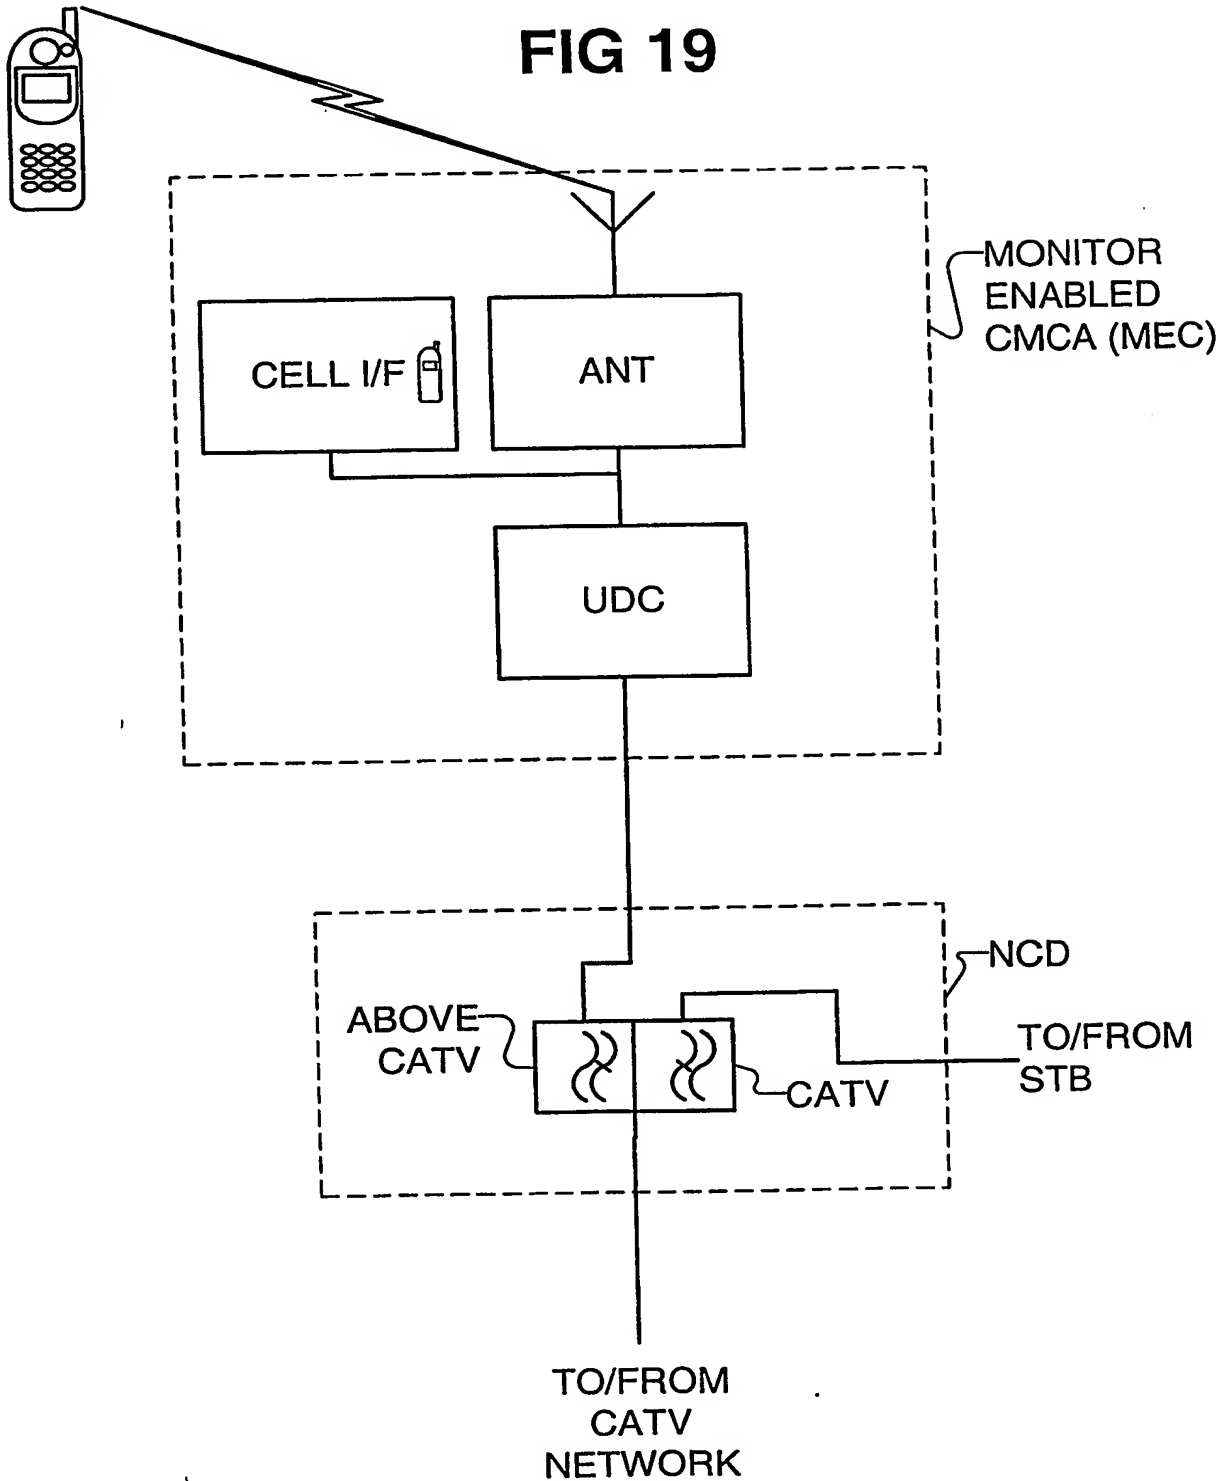 FIG 19
MONITOR
ENABLED
CMCA (MEC)
CELL I/F
ANT
UDC
NCD
ABOVE
CATV
TO/FROM
STB
CATV
TO/FROM
CATV
NETWORK